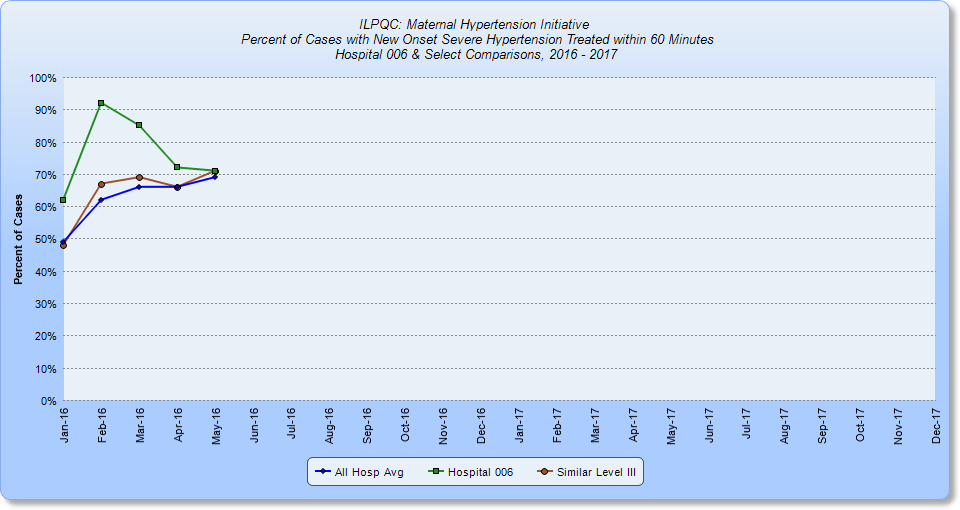 ILPQC: Maternal Hypertension Initiative
Percent of Cases with New Onset Severe Hypertension Treated within 60 Minutes
Hospital 006 & Select Comparisons, 2016 - 2017
100%
90%
80%
70%
60%
50%
40%
30%
20%
10%
0%
Percent of Cases
Jan-16
Feb-16
Mar-16
Apr-16
May-16
Jun-16
Jul-16
Aug-16
Sep-16
Oct-16
Nov-16
Dec-16
Jan-17
Feb-17
Mar-17
Apr-17
May-17
Jun-17
Jul-17
Aug-17
Sep-17
Oct-17
Nov-17
Dec-17
All Hosp Avg Hospital 006 Similar Level III